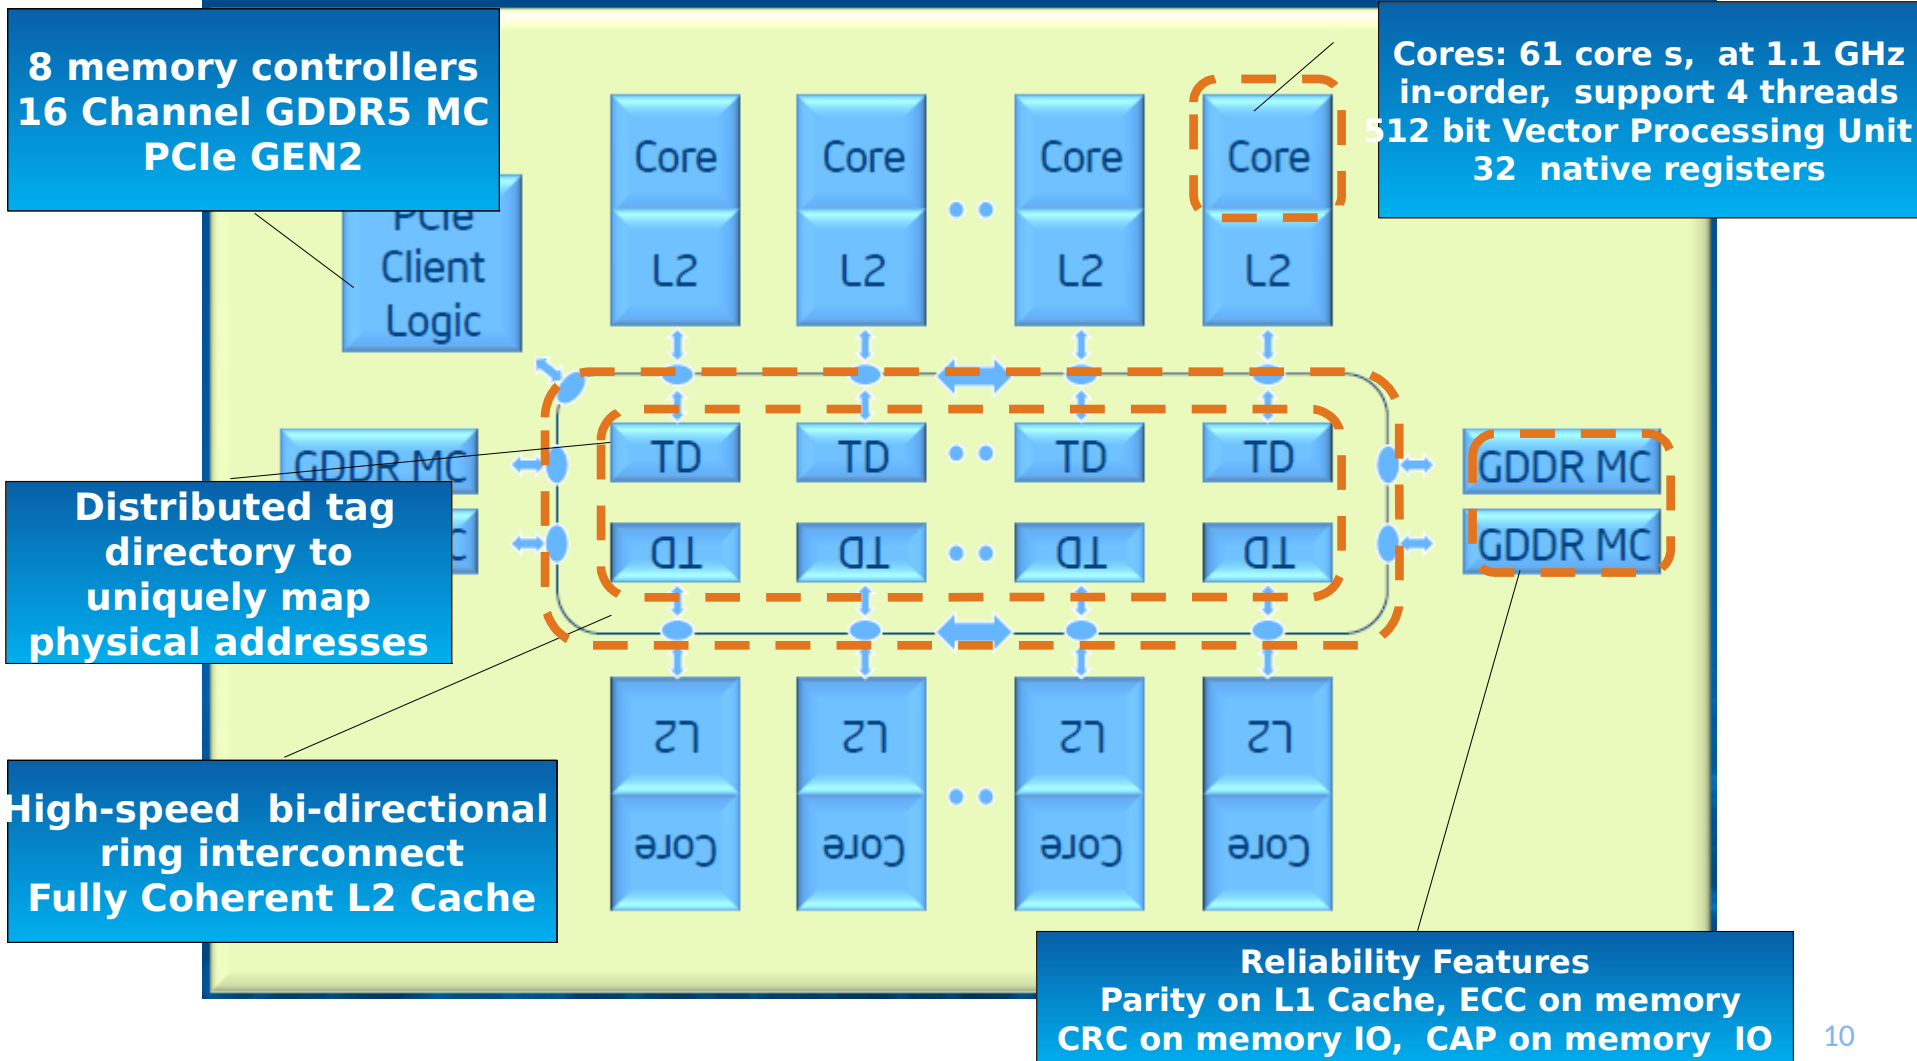 8 memory controllers
16 Channel GDDR5 MC
PCIe GEN2
Cores: 61 core s, at 1.1 GHz
in-order, support 4 threads
512 bit Vector Processing Unit
32 native registers
PCIe
Client
Logic
Core Core Core Core
L2 L2 L2 L2
GDDR MC
TD TD TD TD
GDDR MC
Distributed tag
directory to
uniquely map
physical addresses
C
TD TD TD TD
GDDR MC
L2 L2 L2 L2
Core Core Core Core
High-speed bi-directional
ring interconnect
Fully Coherent L2 Cache
Reliability Features
Parity on L1 Cache, ECC on memory
CRC on memory IO, CAP on memory IO
10